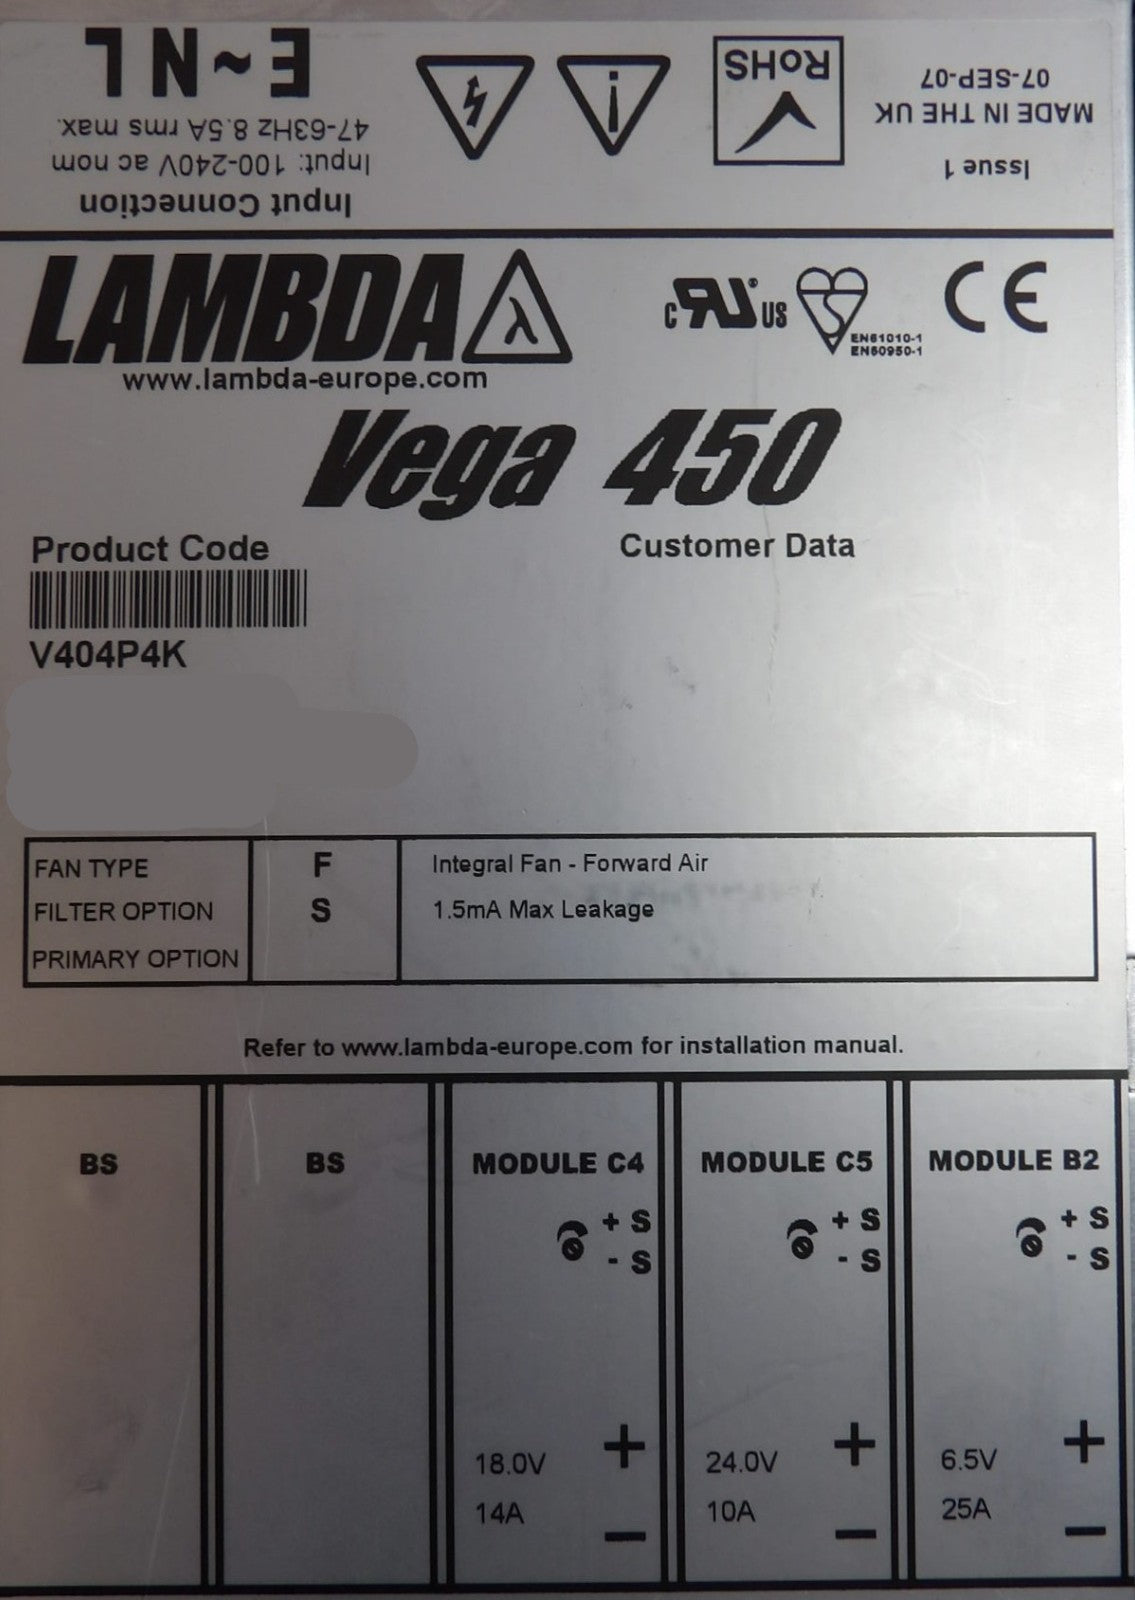 Input Connection
Input: 100-240V ac nom
47-63Hz 8.5A rms max.
E ~ N L
RoHS
Issue 1
MADE IN THE UK
07-SEP-07
LAMBDA λ
www.lambda-europe.com
c RU US
EN61010-1
EN60950-1
CE
Vega 450
Product Code
Customer Data
V404P4K
FAN TYPE F Integral Fan - Forward Air
FILTER OPTION S 1.5mA Max Leakage
PRIMARY OPTION
Refer to www.lambda-europe.com for installation manual.
BS
BS
MODULE C4
+ S
- S
18.0V +
14A −
MODULE C5
+ S
- S
24.0V +
10A −
MODULE B2
+ S
- S
6.5V +
25A −